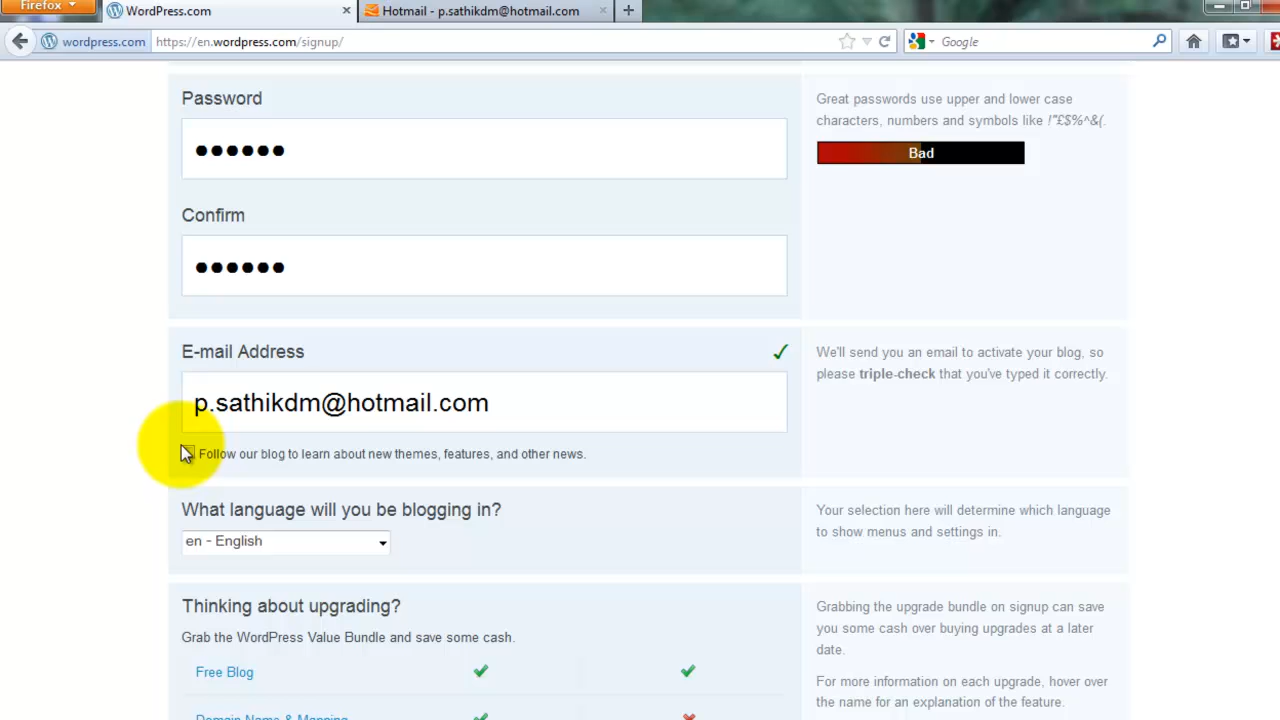 Firefox
WordPress.com
Hotmail - p.sathikdm@hotmail.com
wordpress.com
https://en.wordpress.com/signup/
Google
Password
Great passwords use upper and lower case
characters, numbers and symbols like !"£$%^&(.
Bad
Confirm
E-mail Address
We'll send you an email to activate your blog, so
please triple-check that you've typed it correctly.
p.sathikdm@hotmail.com
Follow our blog to learn about new themes, features, and other news.
What language will you be blogging in?
Your selection here will determine which language
to show menus and settings in.
en - English
Thinking about upgrading?
Grabbing the upgrade bundle on signup can save
you some cash over buying upgrades at a later
date.
Grab the WordPress Value Bundle and save some cash.
Free Blog
For more information on each upgrade, hover over
the name for an explanation of the feature.
Domain Name & Mapping